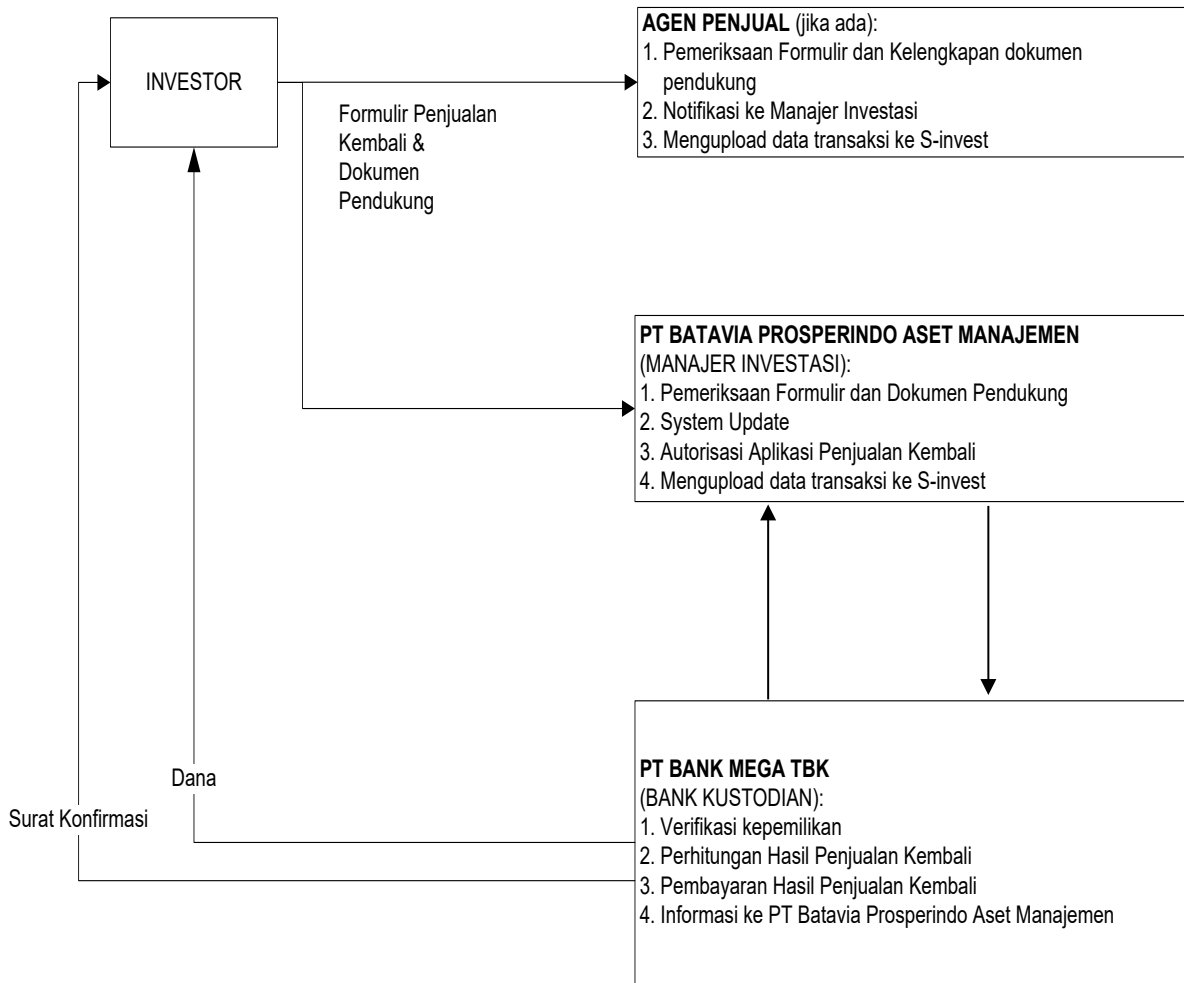 INVESTOR
AGEN PENJUAL (jika ada):
1. Pemeriksaan Formulir dan Kelengkapan dokumen
pendukung
2. Notifikasi ke Manajer Investasi
3. Mengupload data transaksi ke S-invest
Formulir Penjualan
Kembali &
Dokumen
Pendukung
PT BATAVIA PROSPERINDO ASET MANAJEMEN
(MANAJER INVESTASI):
1. Pemeriksaan Formulir dan Dokumen Pendukung
2. System Update
3. Autorisasi Aplikasi Penjualan Kembali
4. Mengupload data transaksi ke S-invest
Dana
Surat Konfirmasi
PT BANK MEGA TBK
(BANK KUSTODIAN):
1. Verifikasi kepemilikan
2. Perhitungan Hasil Penjualan Kembali
3. Pembayaran Hasil Penjualan Kembali
4. Informasi ke PT Batavia Prosperindo Aset Manajemen